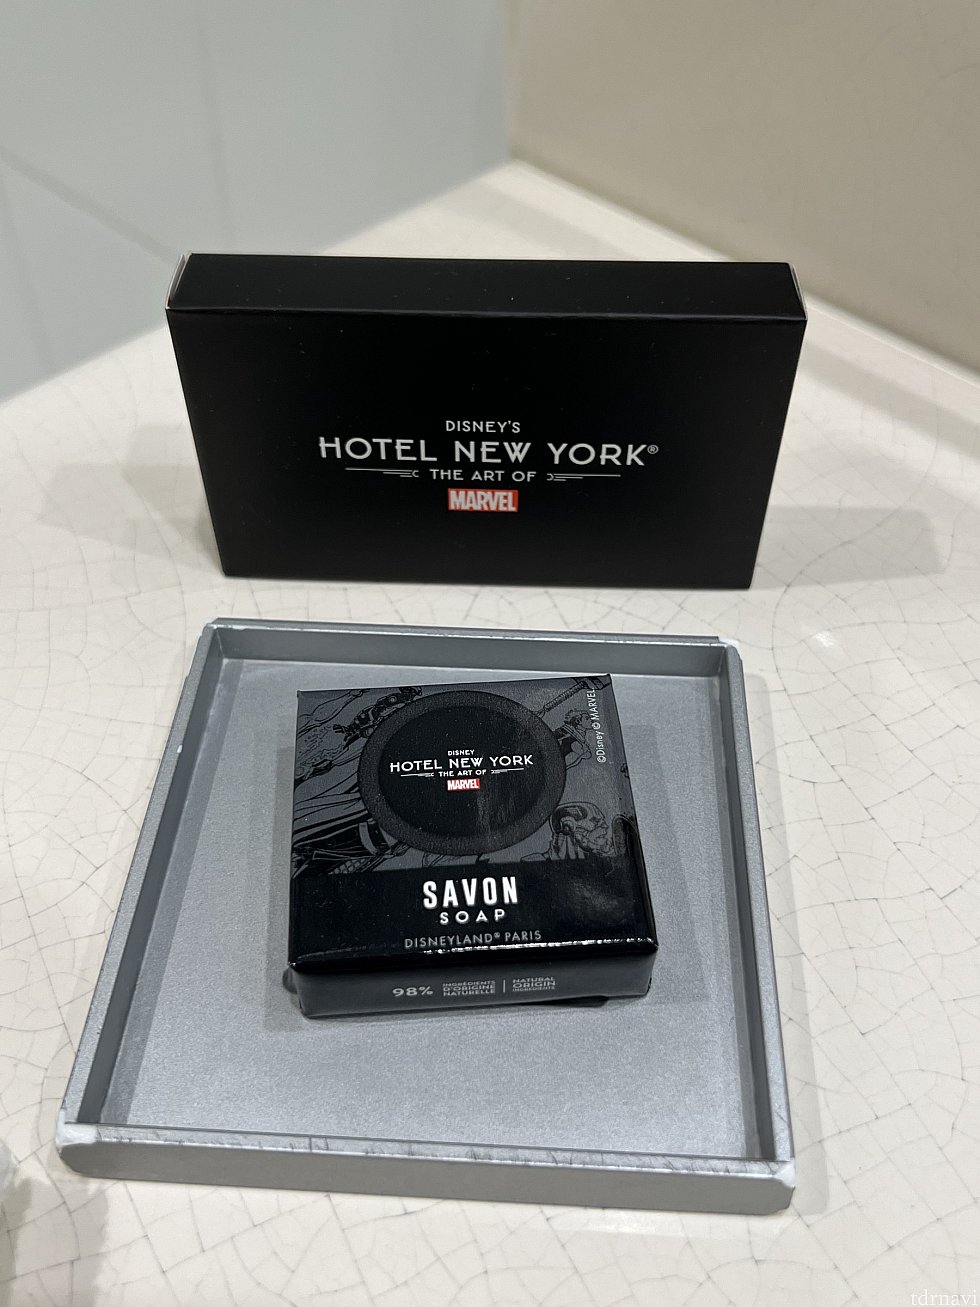 DISNEY'S
HOTEL NEW YORK®
THE ART OF
MARVEL
DISNEY
HOTEL NEW YORK
THE ART OF
MARVEL
©Disney © MARVEL
SAVON
SOAP
DISNEYLAND® PARIS
98% INGRÉDIENTS D'ORIGINE NATURELLE | NATURAL ORIGIN INGREDIENTS
tdrnavi